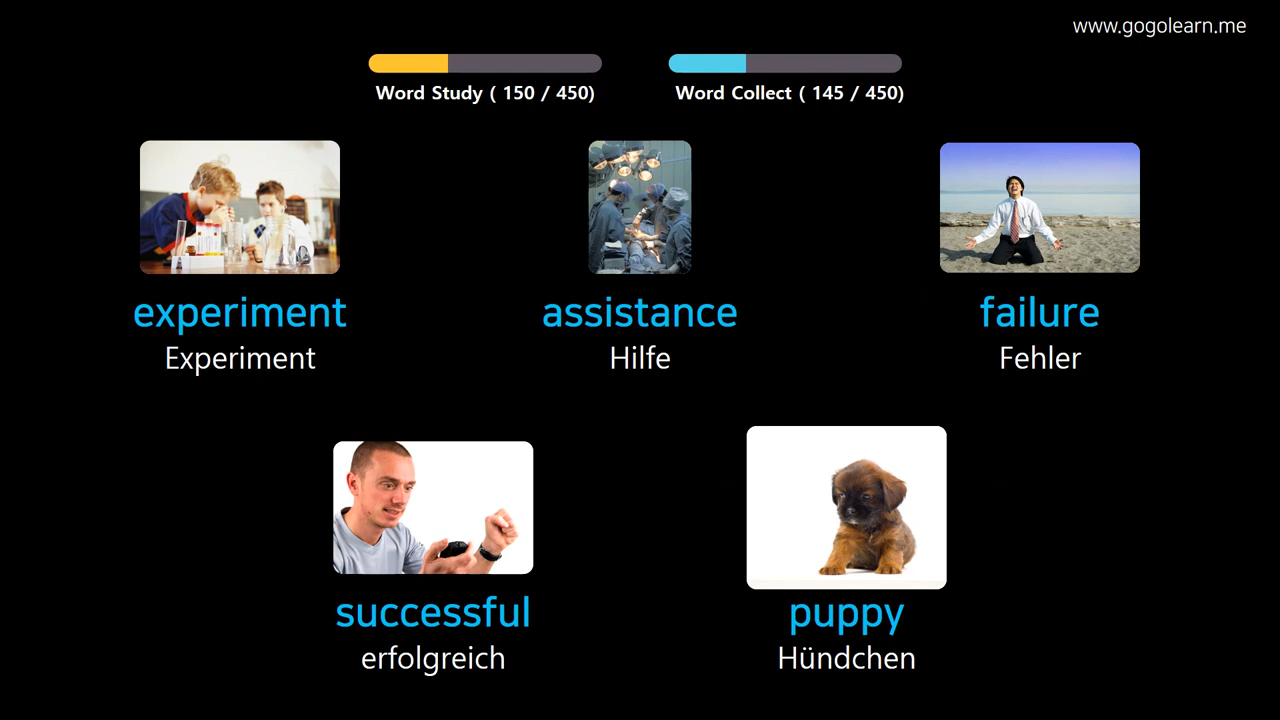 www.gogolearn.me
Word Study ( 150 / 450)
Word Collect ( 145 / 450)
experiment
Experiment
assistance
Hilfe
failure
Fehler
successful
erfolgreich
puppy
Hündchen